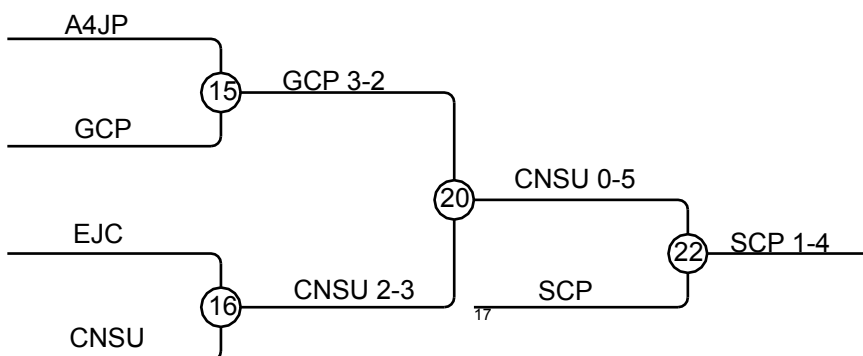 A4JP
15
GCP 3-2
GCP
20
CNSU 0-5
EJC
22
SCP 1-4
16
CNSU 2-3
SCP
17
CNSU